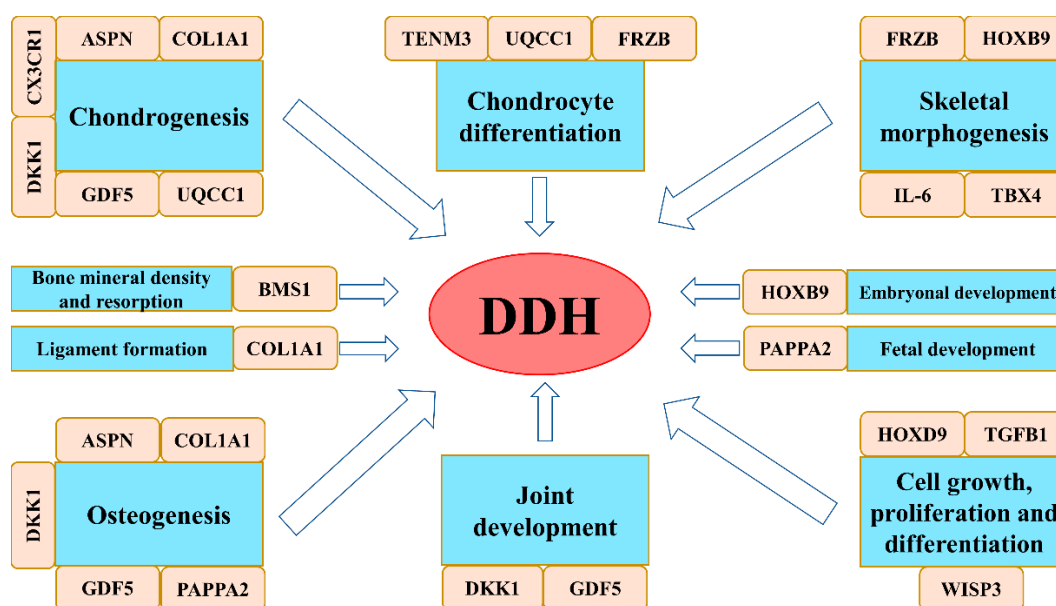 CX3CR1
DKK1
ASPN
COL1A1
Chondrogenesis
GDF5
UQCC1
TENM3
UQCC1
FRZB
Chondrocyte
differentiation
FRZB
HOXB9
Skeletal
morphogenesis
IL-6
TBX4
Bone mineral density
and resorption
BMS1
Ligament formation
COL1A1
DDH
HOXB9
Embryonal development
PAPPA2
Fetal development
ASPN
COL1A1
DKK1
Osteogenesis
GDF5
PAPPA2
Joint
development
DKK1
GDF5
HOXD9
TGFB1
Cell growth,
proliferation and
differentiation
WISP3